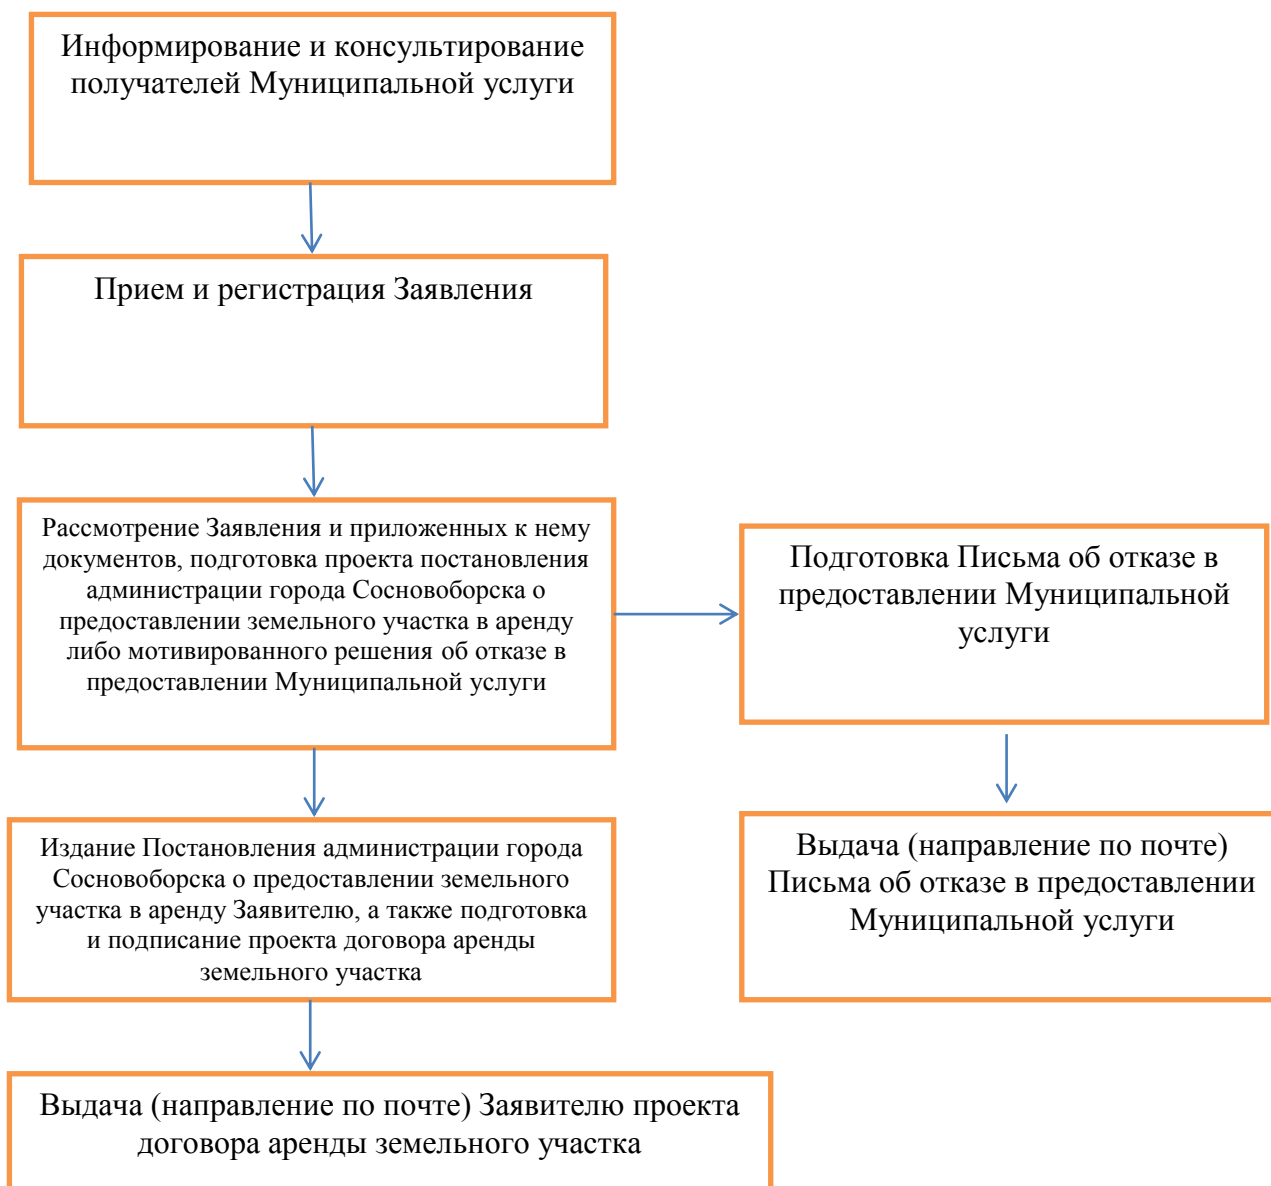 Информирование и консультирование
получателей Муниципальной услуги
Прием и регистрация Заявления
Рассмотрение Заявления и приложенных к нему
документов, подготовка проекта постановления
администрации города Сосновоборска о
предоставлении земельного участка в аренду
либо мотивированного решения об отказе в
предоставлении Муниципальной услуги
Подготовка Письма об отказе в
предоставлении Муниципальной
услуги
Издание Постановления администрации города
Сосновоборска о предоставлении земельного
участка в аренду Заявителю, а также подготовка
и подписание проекта договора аренды
земельного участка
Выдача (направление по почте)
Письма об отказе в предоставлении
Муниципальной услуги
Выдача (направление по почте) Заявителю проекта
договора аренды земельного участка